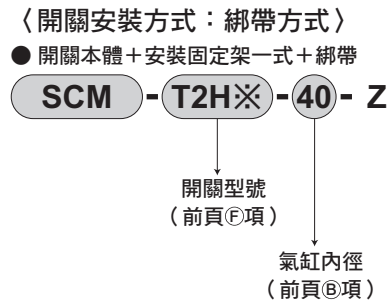 〈開關安裝方式：綁帶方式〉
● 開關本體＋安裝固定架一式＋綁帶
SCM - T2H※ - 40 - Z
開關型號
（前頁Ⓕ項）
氣缸內徑
（前頁Ⓑ項）